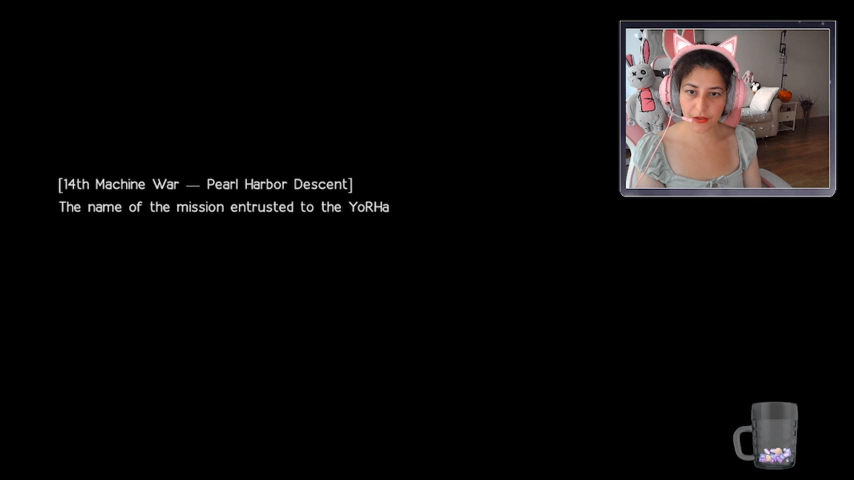 [14th Machine War — Pearl Harbor Descent]
The name of the mission entrusted to the YoRHa